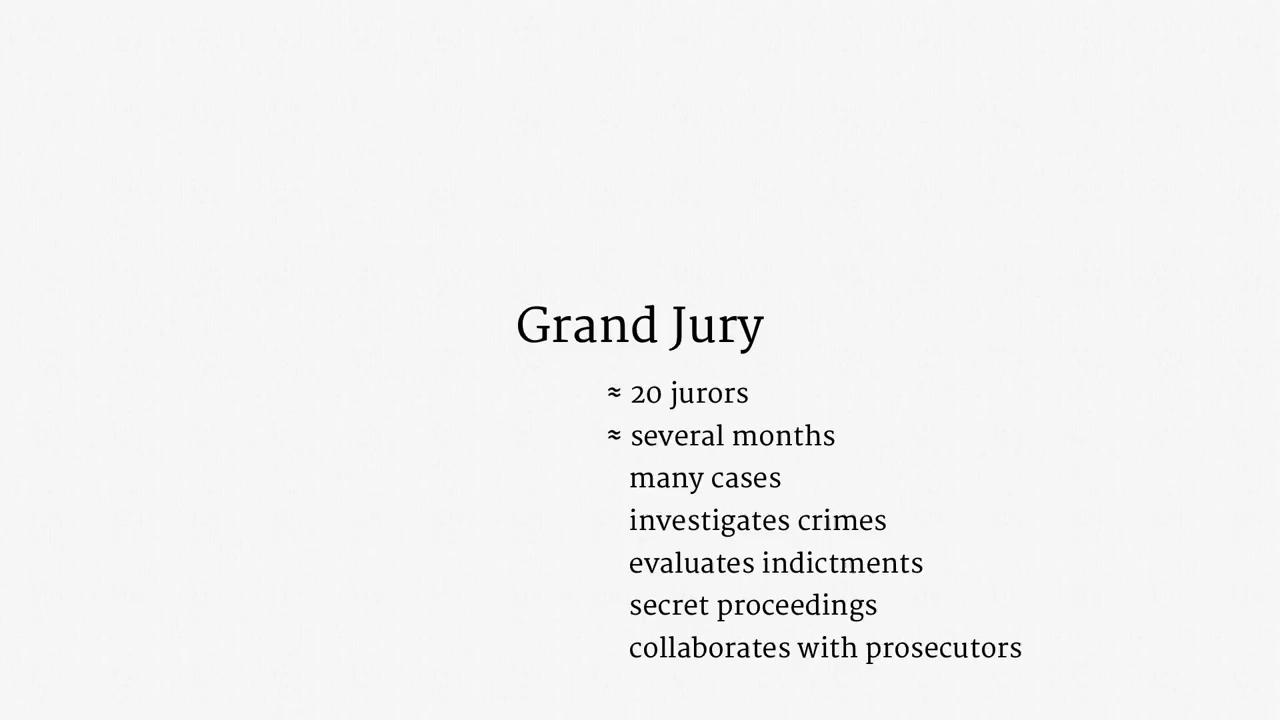 Grand Jury
≈ 20 jurors
≈ several months
many cases
investigates crimes
evaluates indictments
secret proceedings
collaborates with prosecutors